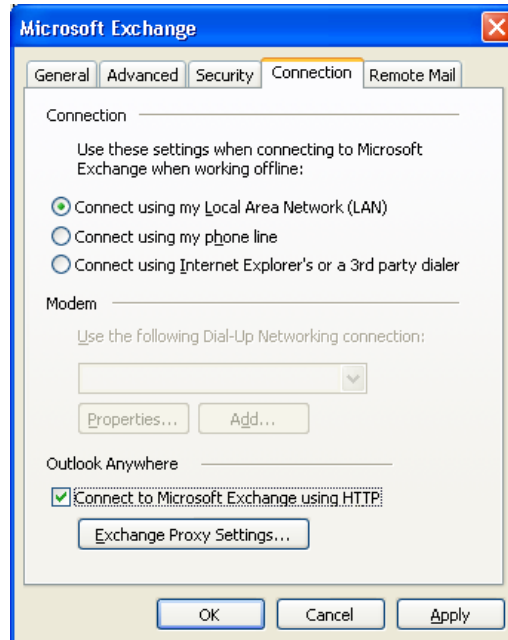 Microsoft Exchange
General Advanced Security Connection Remote Mail
Connection
Use these settings when connecting to Microsoft
Exchange when working offline:
Connect using my Local Area Network (LAN)
Connect using my phone line
Connect using Internet Explorer's or a 3rd party dialer
Modem
Use the following Dial-Up Networking connection:
Properties... Add...
Outlook Anywhere
Connect to Microsoft Exchange using HTTP
Exchange Proxy Settings...
OK Cancel Apply